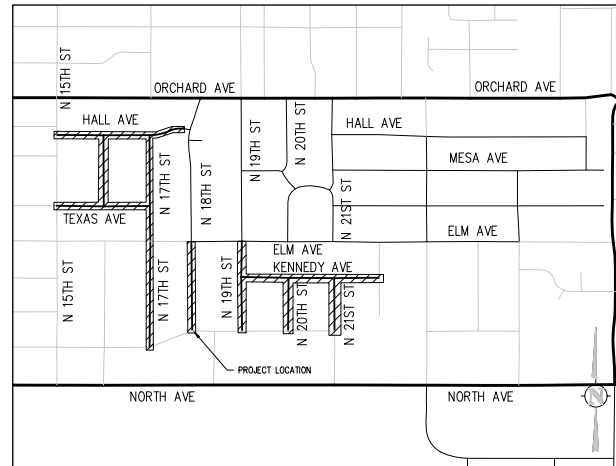 N 15TH ST
ORCHARD AVE
ORCHARD AVE
HALL AVE
N 17TH ST
N 18TH ST
N 19TH ST
N 20TH ST
HALL AVE
MESA AVE
N 21ST ST
TEXAS AVE
ELM AVE
ELM AVE
KENNEDY AVE
N 15TH ST
N 17TH ST
N 19TH ST
N 20TH ST
N 21ST ST
PROJECT LOCATION
NORTH AVE
NORTH AVE
N